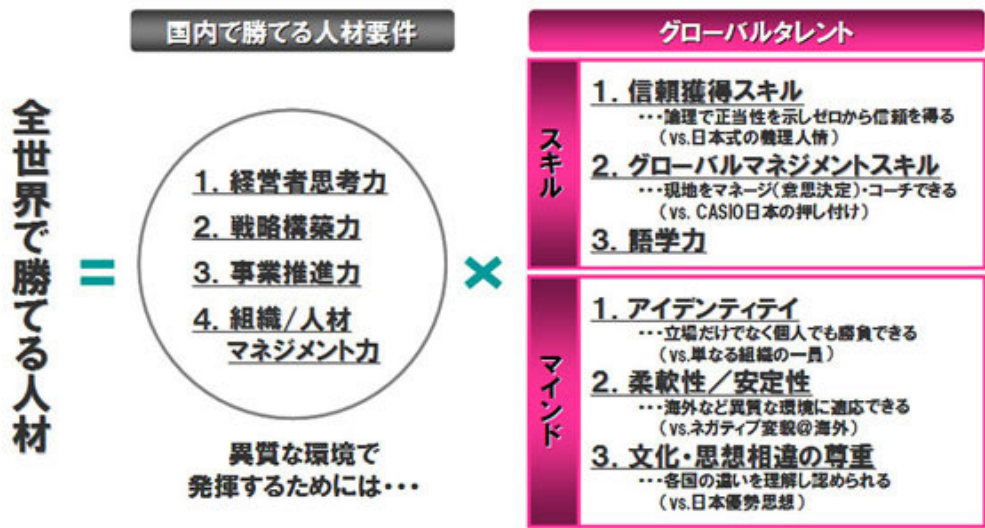 全世界で勝てる人材
=
国内で勝てる人材要件
1. 経営者思考力
2. 戦略構築力
3. 事業推進力
4. 組織/人材
マネジメント力
異質な環境で
発揮するためには・・・
×
グローバルタレント
スキル
1. 信頼獲得スキル
・・・論理で正当性を示しゼロから信頼を得る
(vs.日本式の義理人情)
2. グローバルマネジメントスキル
・・・現地をマネージ(意思決定)・コーチできる
(vs. CASIO日本の押し付け)
3. 語学力
マインド
1. アイデンティテイ
・・・立場だけでなく個人でも勝負できる
(vs.単なる組織の一員)
2. 柔軟性／安定性
・・・海外など異質な環境に適応できる
(vs.ネガティブ変貌@海外)
3. 文化・思想相違の尊重
・・・各国の違いを理解し認められる
(vs.日本優勢思想)